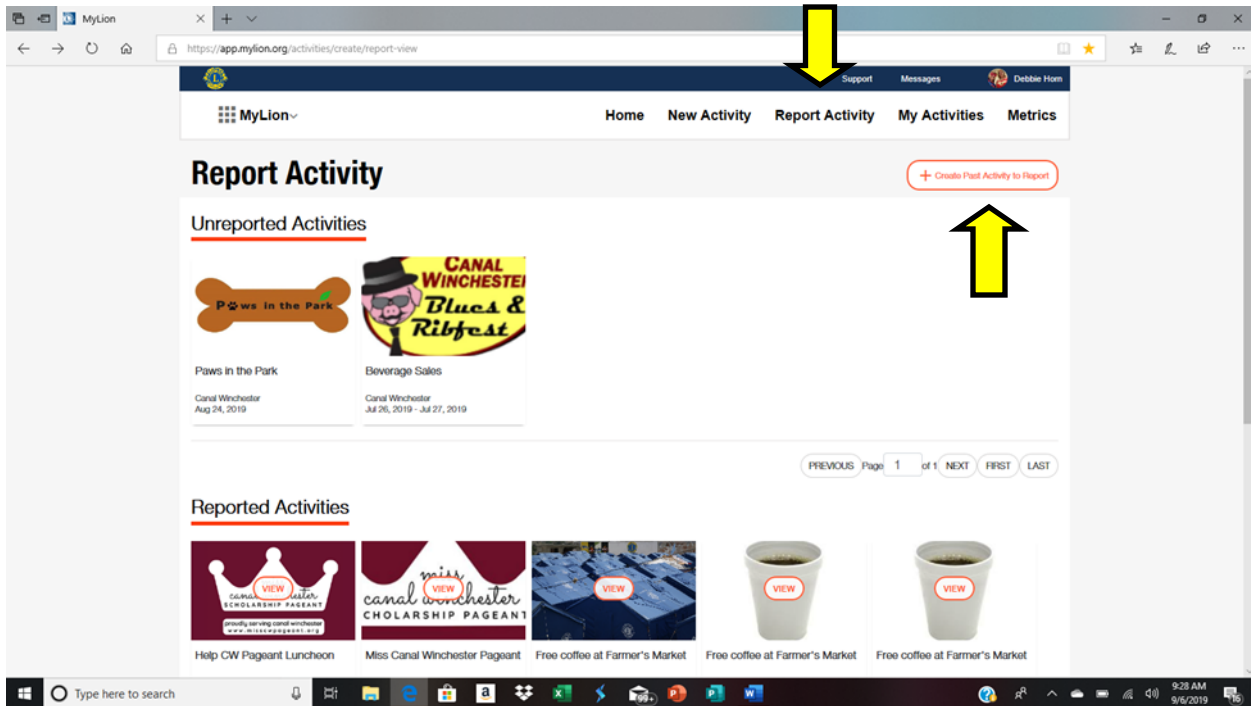 MyLion
https://app.mylion.org/activities/create/report-view
Support Messages Debbie Hom
MyLion
Home New Activity Report Activity My Activities Metrics
Report Activity
+ Create Past Activity to Report
Unreported Activities
Paws in the Park
CANAL
WINCHESTER
Blues &
Ribfest
Paws in the Park
Beverage Sales
Canal Winchester
Aug 24, 2019
Canal Winchester
Jul 26, 2019 - Jul 27, 2019
PREVIOUS Page 1 of 1 NEXT FIRST LAST
Reported Activities
VIEW
SCHOLARSHIP PAGEANT
proudly serving canal winchester
www.misscwpageant.org
miss
canal winchester
CHOLARSHIP PAGEANT
VIEW
VIEW
VIEW
VIEW
Help CW Pageant Luncheon
Miss Canal Winchester Pageant
Free coffee at Farmer's Market
Free coffee at Farmer's Market
Free coffee at Farmer's Market
Type here to search
99+
9:28 AM
9/6/2019
16